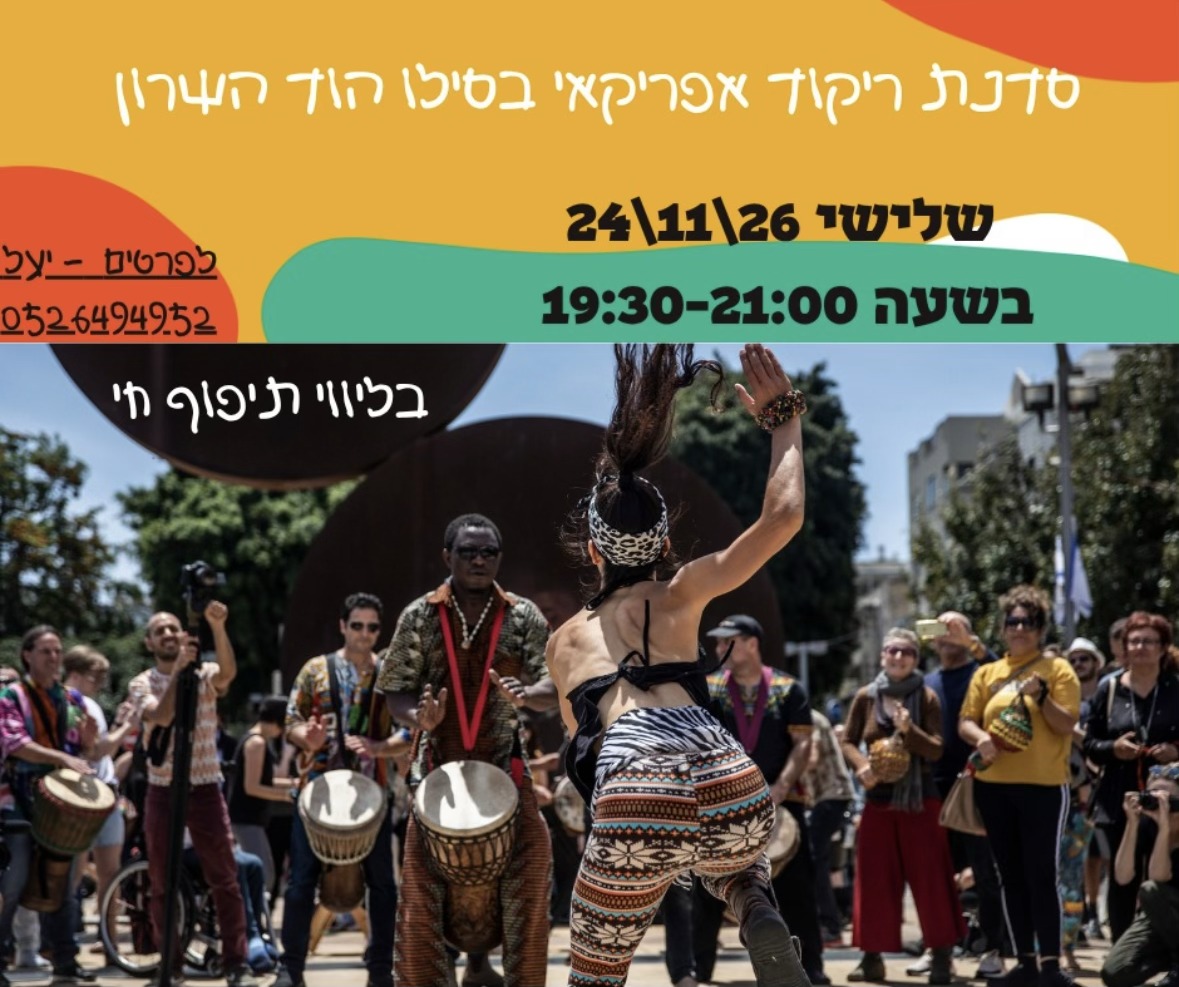 סדנת ריקוד אפריקאי בסילו הוד השרון
שלישי 26\11\24
בשעה 19:30-21:00
לפרטים - יעל
0526494952
בליווי תיפוף חי